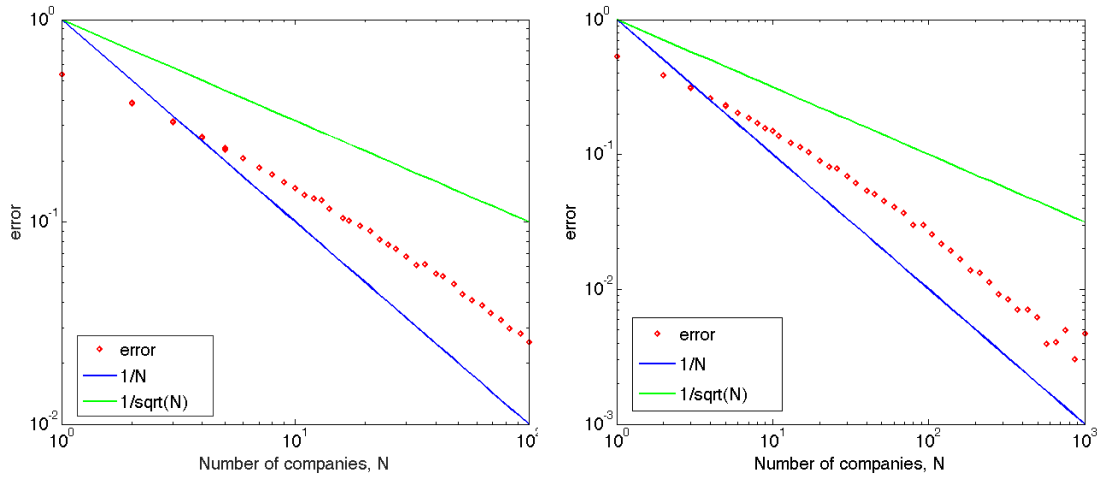 10^0
10^-1
10^-2
error
10^0
10^1
10^2
Number of companies, N
error
1/N
1/sqrt(N)
10^0
10^-1
10^-2
10^-3
error
10^0
10^1
10^2
10^3
Number of companies, N
error
1/N
1/sqrt(N)